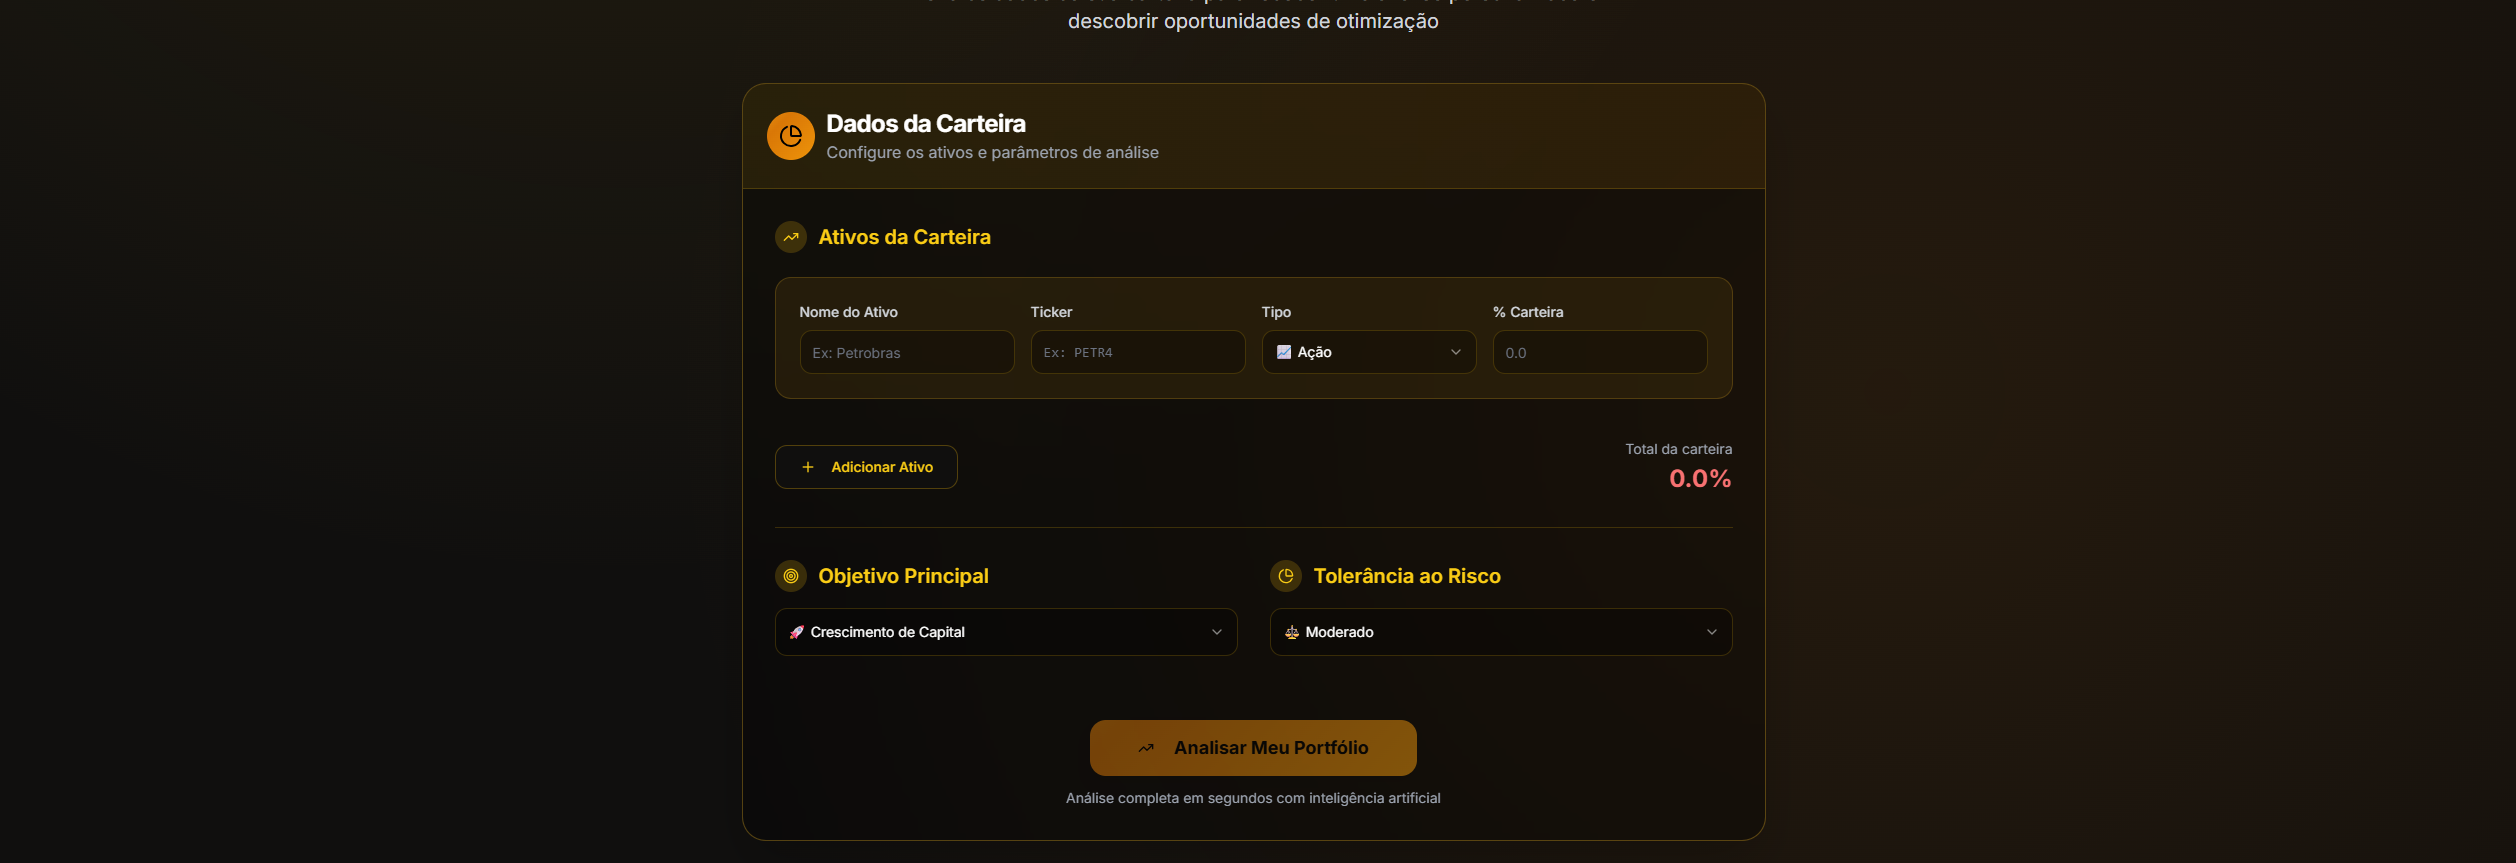 descobrir oportunidades de otimização
Dados da Carteira
Configure os ativos e parâmetros de análise
Ativos da Carteira
Nome do Ativo
Ticker
Tipo
% Carteira
Ex: Petrobras
Ex: PETR4
Ação
0.0
Adicionar Ativo
Total da carteira
0.0%
Objetivo Principal
Tolerância ao Risco
Crescimento de Capital
Moderado
Analisar Meu Portfólio
Análise completa em segundos com inteligência artificial